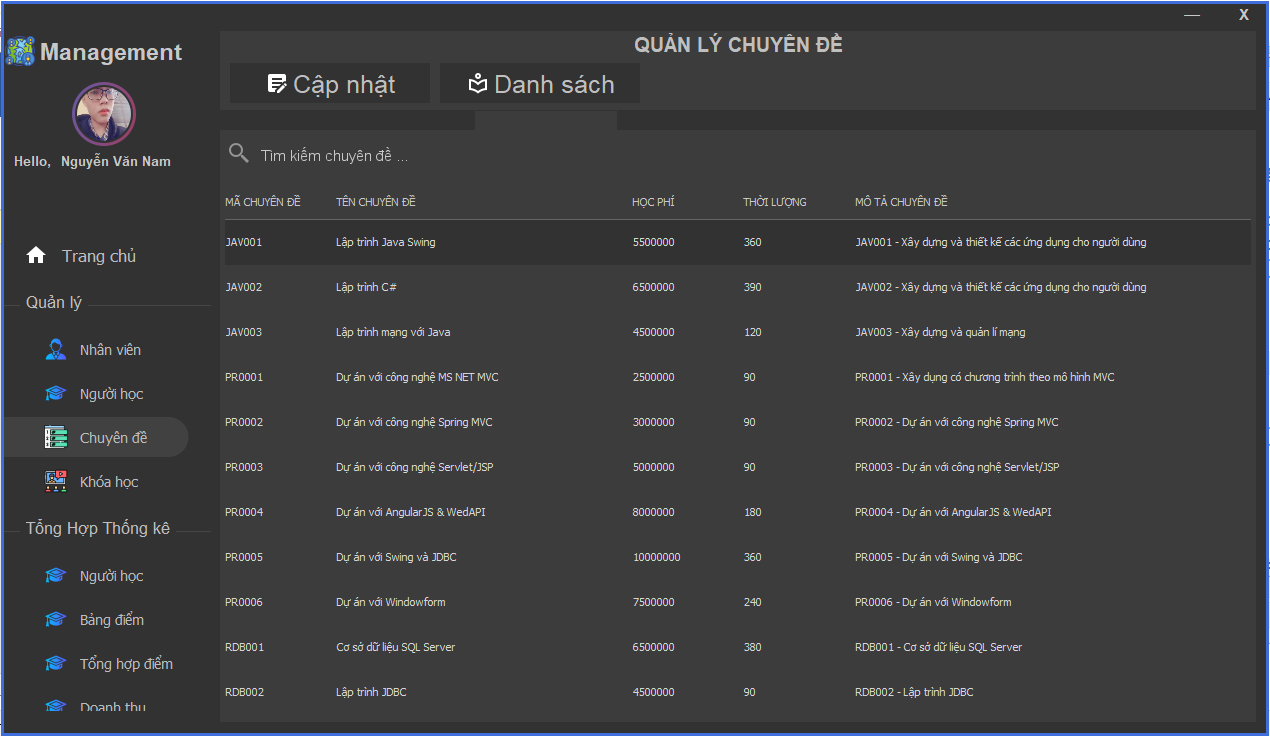 — X
Management
Hello, Nguyễn Văn Nam
Trang chủ
Quản lý
Nhân viên
Người học
Chuyên đề
Khóa học
Tổng Hợp Thống kê
Người học
Bảng điểm
Tổng hợp điểm
Doanh thu
QUẢN LÝ CHUYÊN ĐỀ
Cập nhật Danh sách
Tìm kiếm chuyên đề ...
MÃ CHUYÊN ĐỀ TÊN CHUYÊN ĐỀ HỌC PHÍ THỜI LƯỢNG MÔ TẢ CHUYÊN ĐỀ
JAV001 Lập trình Java Swing 5500000 360 JAV001 - Xây dựng và thiết kế các ứng dụng cho người dùng
JAV002 Lập trình C# 6500000 390 JAV002 - Xây dựng và thiết kế các ứng dụng cho người dùng
JAV003 Lập trình mạng với Java 4500000 120 JAV003 - Xây dựng và quản lí mạng
PR0001 Dự án với công nghệ MS NET MVC 2500000 90 PR0001 - Xây dụng có chương trình theo mô hình MVC
PR0002 Dự án với công nghệ Spring MVC 3000000 90 PR0002 - Dự án với công nghệ Spring MVC
PR0003 Dự án với công nghệ Servlet/JSP 5000000 90 PR0003 - Dự án với công nghệ Servlet/JSP
PR0004 Dự án với AngularJS & WedAPI 8000000 180 PR0004 - Dự án với AngularJS & WedAPI
PR0005 Dự án với Swing và JDBC 10000000 360 PR0005 - Dự án với Swing và JDBC
PR0006 Dự án với Windowform 7500000 240 PR0006 - Dự án với Windowform
RDB001 Cơ sở dữ liệu SQL Server 6500000 380 RDB001 - Cơ sở dữ liệu SQL Server
RDB002 Lập trình JDBC 4500000 90 RDB002 - Lập trình JDBC